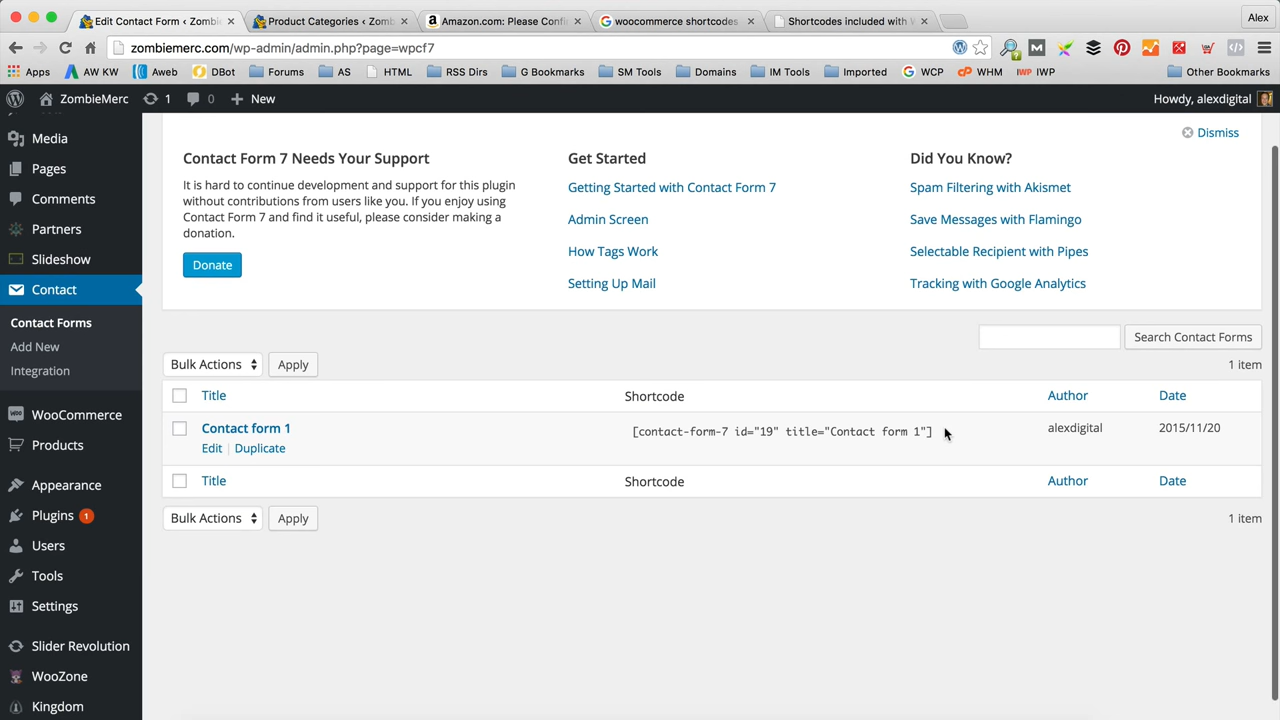 Edit Contact Form ‹ Zombie
Product Categories ‹ Zomb
Amazon.com: Please Confi
woocommerce shortcodes
Shortcodes included with
Alex
zombiemerc.com/wp-admin/admin.php?page=wpcf7
Apps
AW KW
Aweb
DBot
Forums
AS
HTML
RSS Dirs
G Bookmarks
SM Tools
Domains
IM Tools
Imported
WCP
WHM
IWP
Other Bookmarks
ZombieMerc
1
0
New
Howdy, alexdigital
Media
Pages
Comments
Partners
Slideshow
Contact
Contact Forms
Add New
Integration
WooCommerce
Products
Appearance
Plugins 1
Users
Tools
Settings
Slider Revolution
WooZone
Kingdom
Dismiss
Contact Form 7 Needs Your Support
It is hard to continue development and support for this plugin
without contributions from users like you. If you enjoy using
Contact Form 7 and find it useful, please consider making a
donation.
Donate
Get Started
Getting Started with Contact Form 7
Admin Screen
How Tags Work
Setting Up Mail
Did You Know?
Spam Filtering with Akismet
Save Messages with Flamingo
Selectable Recipient with Pipes
Tracking with Google Analytics
Search Contact Forms
Bulk Actions
Apply
1 item
Title
Shortcode
Author
Date
Contact form 1
[contact-form-7 id="19" title="Contact form 1"]
alexdigital
2015/11/20
Edit | Duplicate
Title
Shortcode
Author
Date
Bulk Actions
Apply
1 item